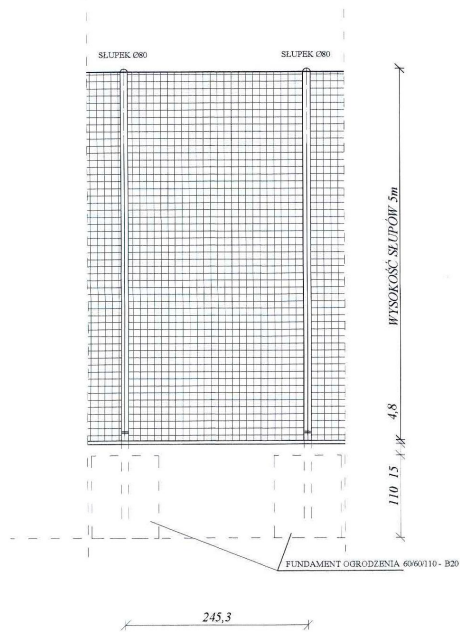 SŁUPEK Ø80
SŁUPEK Ø80
WYSOKOŚĆ SŁUPÓW 5m
4,8
15
110
FUNDAMENT OGRODZENIA 60/60/110 - B20
245,3